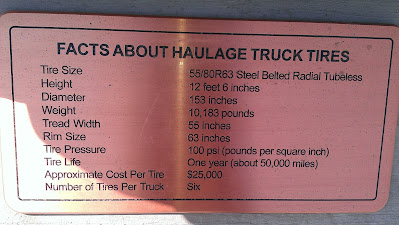 FACTS ABOUT HAULAGE TRUCK TIRES
Tire Size 55/80R63 Steel Belted Radial Tubeless
Height 12 feet 6 inches
Diameter 153 inches
Weight 10,183 pounds
Tread Width 55 inches
Rim Size 63 inches
Tire Pressure 100 psi (pounds per square inch)
Tire Life One year (about 50,000 miles)
Approximate Cost Per Tire $25,000
Number of Tires Per Truck Six